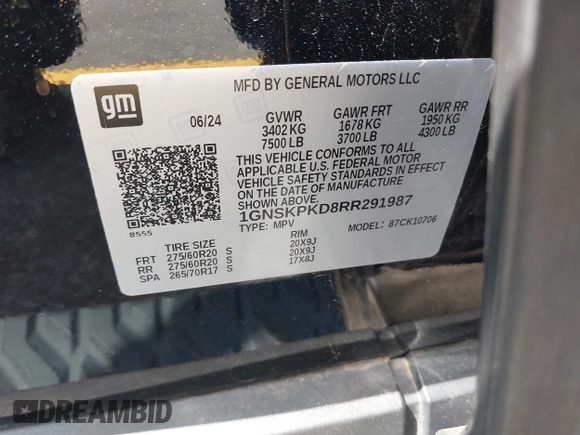 gm
MFD BY GENERAL MOTORS LLC
06/24 GVWR GAWR FRT GAWR RR
3402 KG 1678 KG 1950 KG
7500 LB 3700 LB 4300 LB
THIS VEHICLE CONFORMS TO ALL
APPLICABLE U.S. FEDERAL MOTOR
VEHICLE SAFETY STANDARDS IN EFFECT
ON THE DATE OF MANUFACTURE
SHOWN ABOVE.
1GNSKPKD8RR291987
8555 TYPE: MPV MODEL: 87CK10706
TIRE SIZE RIM
FRT 275/60R20 S 20X9J
RR 275/60R20 S 20X9J
SPA 265/70R17 S 17X8J
DREAMBID